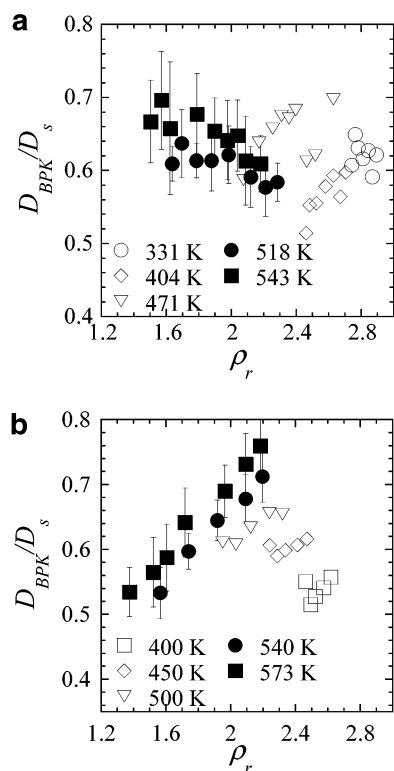 a
0.8
0.7
0.6
0.5
0.4
D_BPK/D_s
○ 331 K ● 518 K
◇ 404 K ■ 543 K
▽ 471 K
1.2 1.6 2 2.4 2.8
ρ_r
b
0.8
0.7
0.6
0.5
0.4
D_BPK/D_s
□ 400 K ● 540 K
◇ 450 K ■ 573 K
▽ 500 K
1.2 1.6 2 2.4 2.8
ρ_r